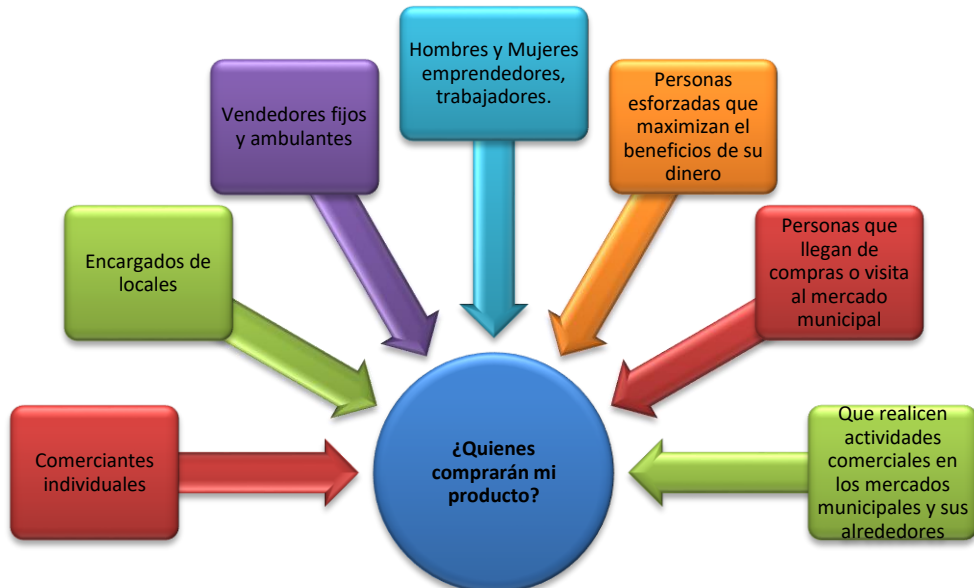 Hombres y Mujeres
emprendedores,
trabajadores.
Vendedores fijos
y ambulantes
Personas
esforzadas que
maximizan el
beneficios de su
dinero
Encargados de
locales
Personas que
llegan de
compras o visita
al mercado
municipal
Comerciantes
individuales
¿Quienes
comprarán mi
producto?
Que realicen
actividades
comerciales en
los mercados
municipales y sus
alrededores